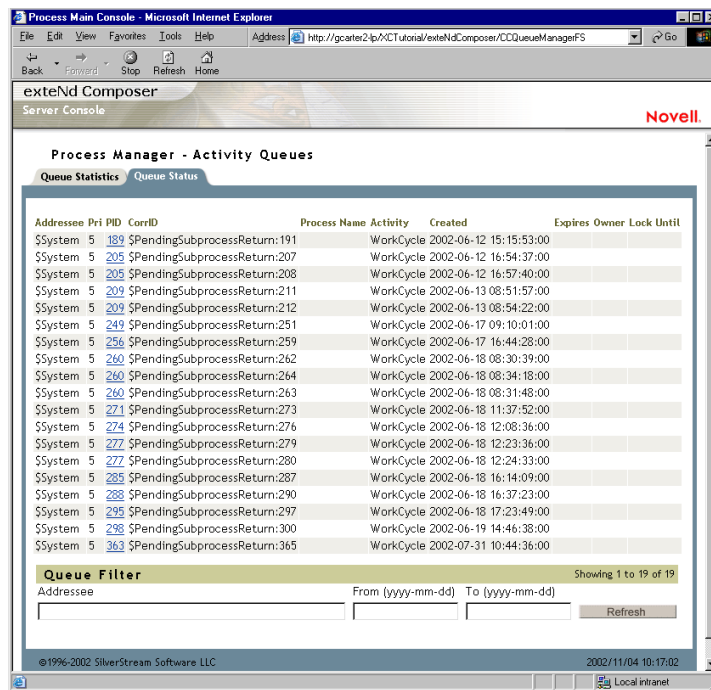 Process Main Console - Microsoft Internet Explorer
File Edit View Favorites Tools Help Address http://gcarter2-lp/XCTutorial/exteNdComposer/CCQueueManagerFS Go
Back Forward Stop Refresh Home
exteNd Composer
Server Console
Novell.
Process Manager - Activity Queues
Queue Statistics Queue Status
Addressee Pri PID CorrID Process Name Activity Created Expires Owner Lock Until
$System 5 189 $PendingSubprocessReturn:191 WorkCycle 2002-06-12 15:15:53:00
$System 5 205 $PendingSubprocessReturn:207 WorkCycle 2002-06-12 16:54:37:00
$System 5 205 $PendingSubprocessReturn:208 WorkCycle 2002-06-12 16:57:40:00
$System 5 209 $PendingSubprocessReturn:211 WorkCycle 2002-06-13 08:51:57:00
$System 5 209 $PendingSubprocessReturn:212 WorkCycle 2002-06-13 08:54:22:00
$System 5 249 $PendingSubprocessReturn:251 WorkCycle 2002-06-17 09:10:01:00
$System 5 256 $PendingSubprocessReturn:259 WorkCycle 2002-06-17 16:44:28:00
$System 5 260 $PendingSubprocessReturn:262 WorkCycle 2002-06-18 08:30:39:00
$System 5 260 $PendingSubprocessReturn:264 WorkCycle 2002-06-18 08:34:18:00
$System 5 260 $PendingSubprocessReturn:263 WorkCycle 2002-06-18 08:31:48:00
$System 5 271 $PendingSubprocessReturn:273 WorkCycle 2002-06-18 11:37:52:00
$System 5 274 $PendingSubprocessReturn:276 WorkCycle 2002-06-18 12:08:36:00
$System 5 277 $PendingSubprocessReturn:279 WorkCycle 2002-06-18 12:23:36:00
$System 5 277 $PendingSubprocessReturn:280 WorkCycle 2002-06-18 12:24:33:00
$System 5 285 $PendingSubprocessReturn:287 WorkCycle 2002-06-18 16:14:09:00
$System 5 288 $PendingSubprocessReturn:290 WorkCycle 2002-06-18 16:37:23:00
$System 5 295 $PendingSubprocessReturn:297 WorkCycle 2002-06-18 17:23:49:00
$System 5 298 $PendingSubprocessReturn:300 WorkCycle 2002-06-19 14:46:38:00
$System 5 363 $PendingSubprocessReturn:365 WorkCycle 2002-07-31 10:44:36:00
Queue Filter Showing 1 to 19 of 19
Addressee From (yyyy-mm-dd) To (yyyy-mm-dd)
Refresh
©1996-2002 SilverStream Software LLC 2002/11/04 10:17:02
Local intranet